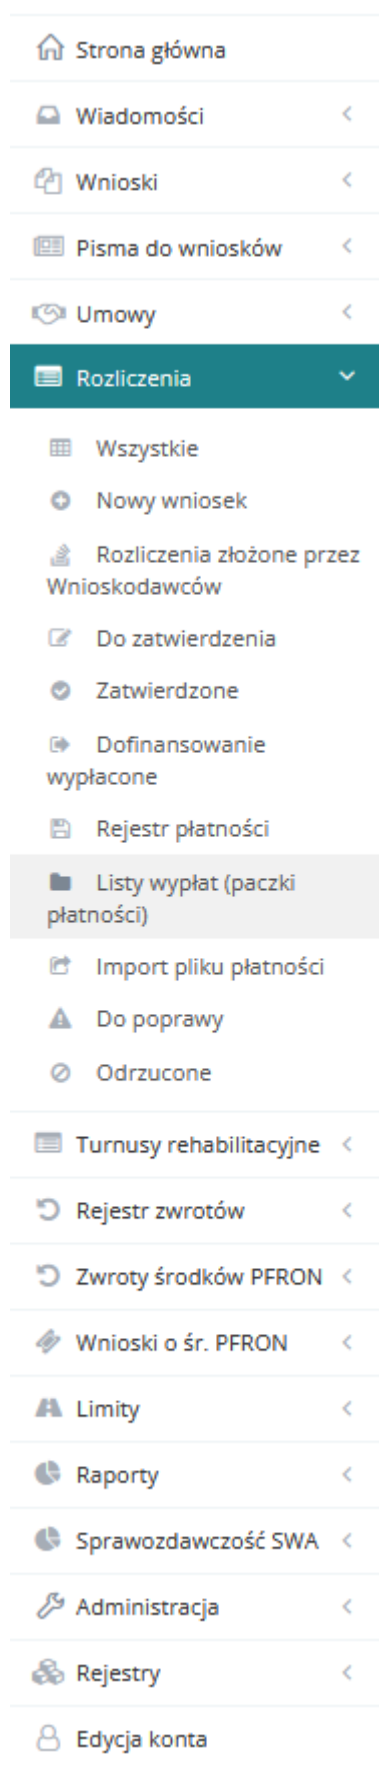 Strona główna
Wiadomości
Wnioski
Pisma do wniosków
Umowy
Rozliczenia
Wszystkie
Nowy wniosek
Rozliczenia złożone przez
Wnioskodawców
Do zatwierdzenia
Zatwierdzone
Dofinansowanie
wypłacone
Rejestr płatności
Listy wypłat (paczki
płatności)
Import pliku płatności
Do poprawy
Odrzucone
Turnusy rehabilitacyjne
Rejestr zwrotów
Zwroty środków PFRON
Wnioski o śr. PFRON
Limity
Raporty
Sprawozdawczość SWA
Administracja
Rejestry
Edycja konta